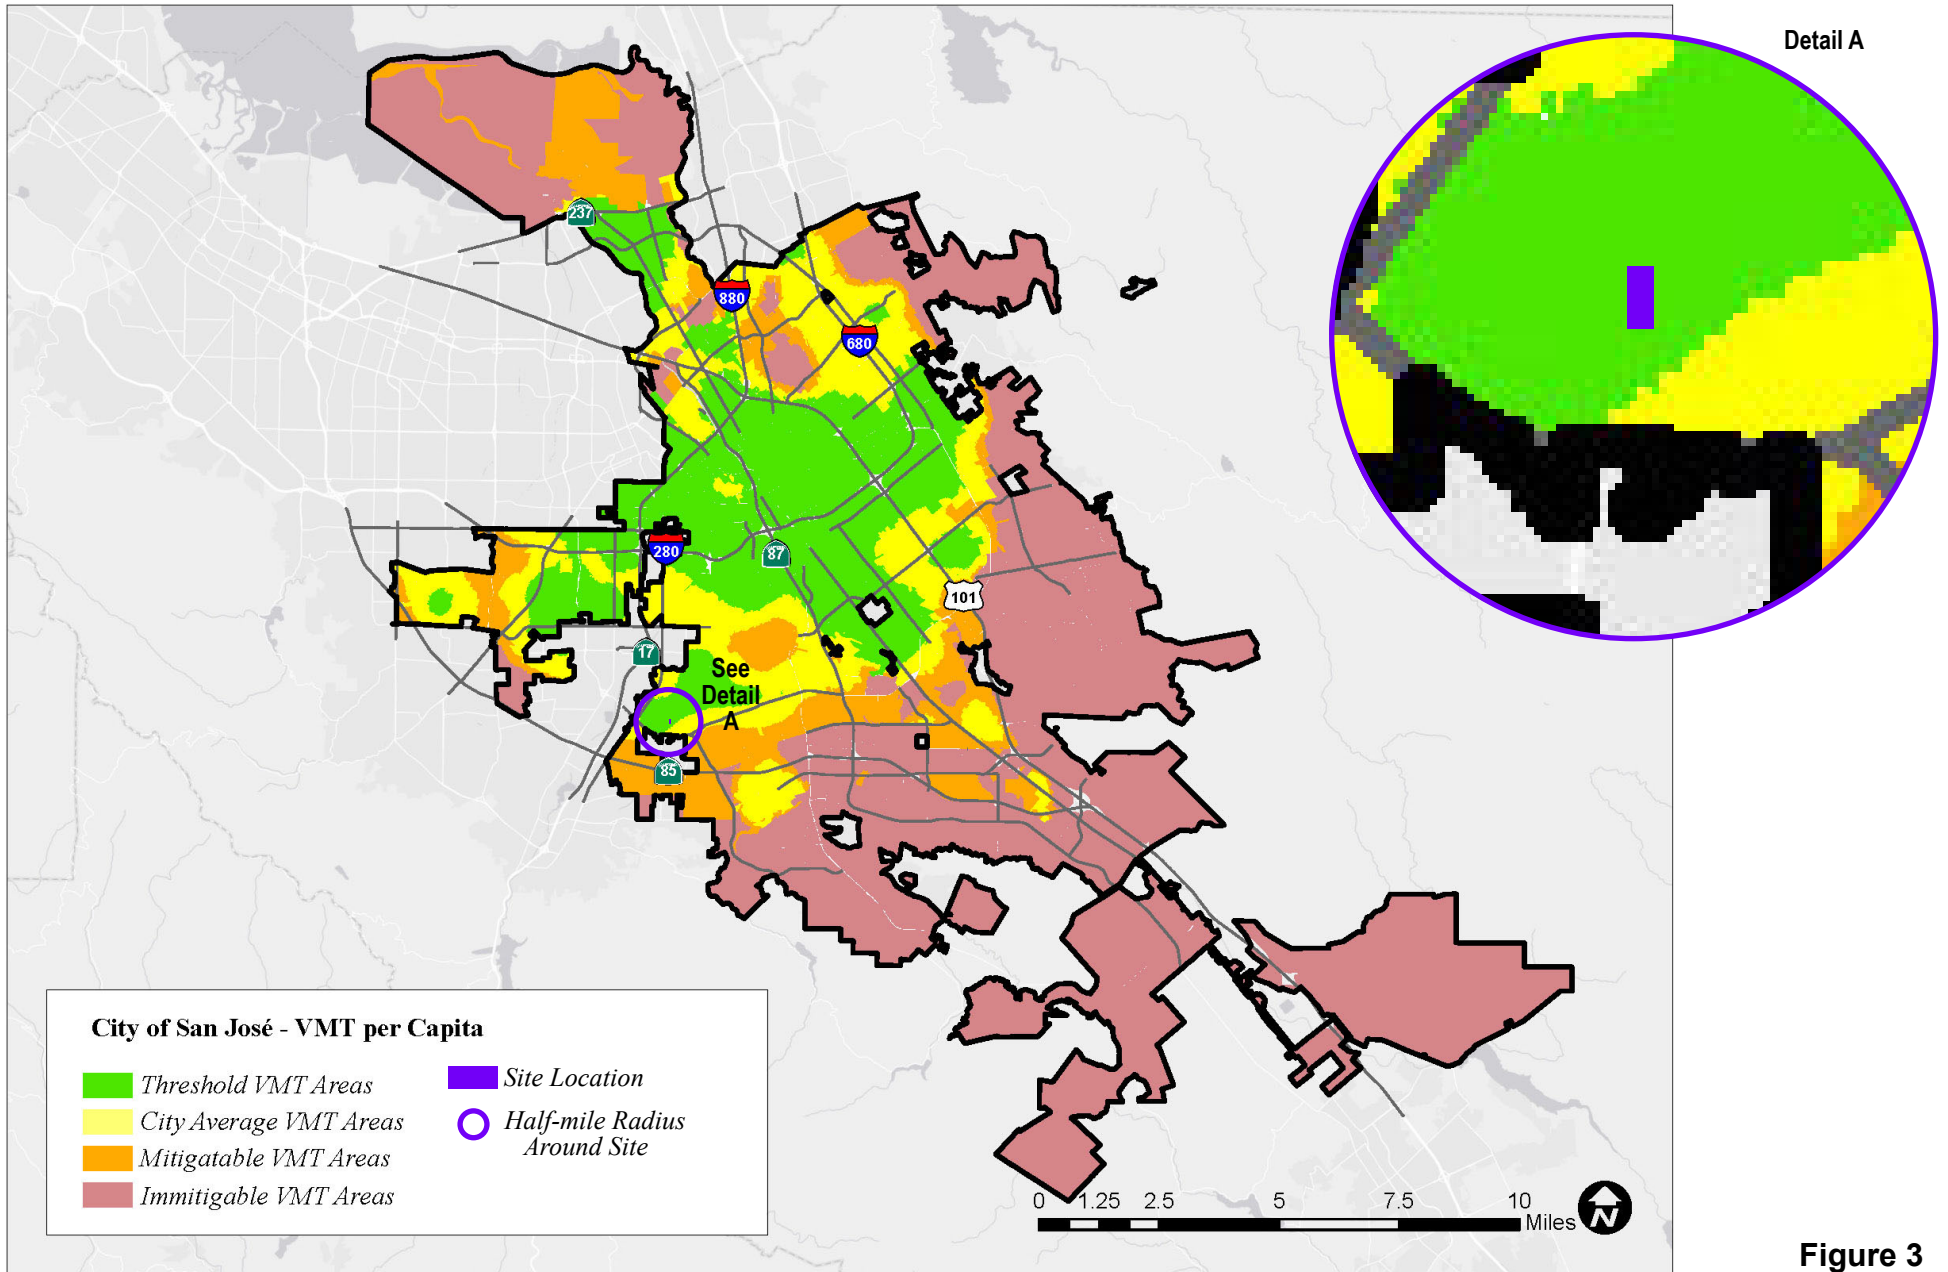 Detail A
237
880
680
280
87
101
17
See
Detail
A
85
City of San José - VMT per Capita
Threshold VMT Areas
City Average VMT Areas
Mitigatable VMT Areas
Immitigable VMT Areas
Site Location
Half-mile Radius
Around Site
0 1.25 2.5 5 7.5 10
Miles
N
Figure 3